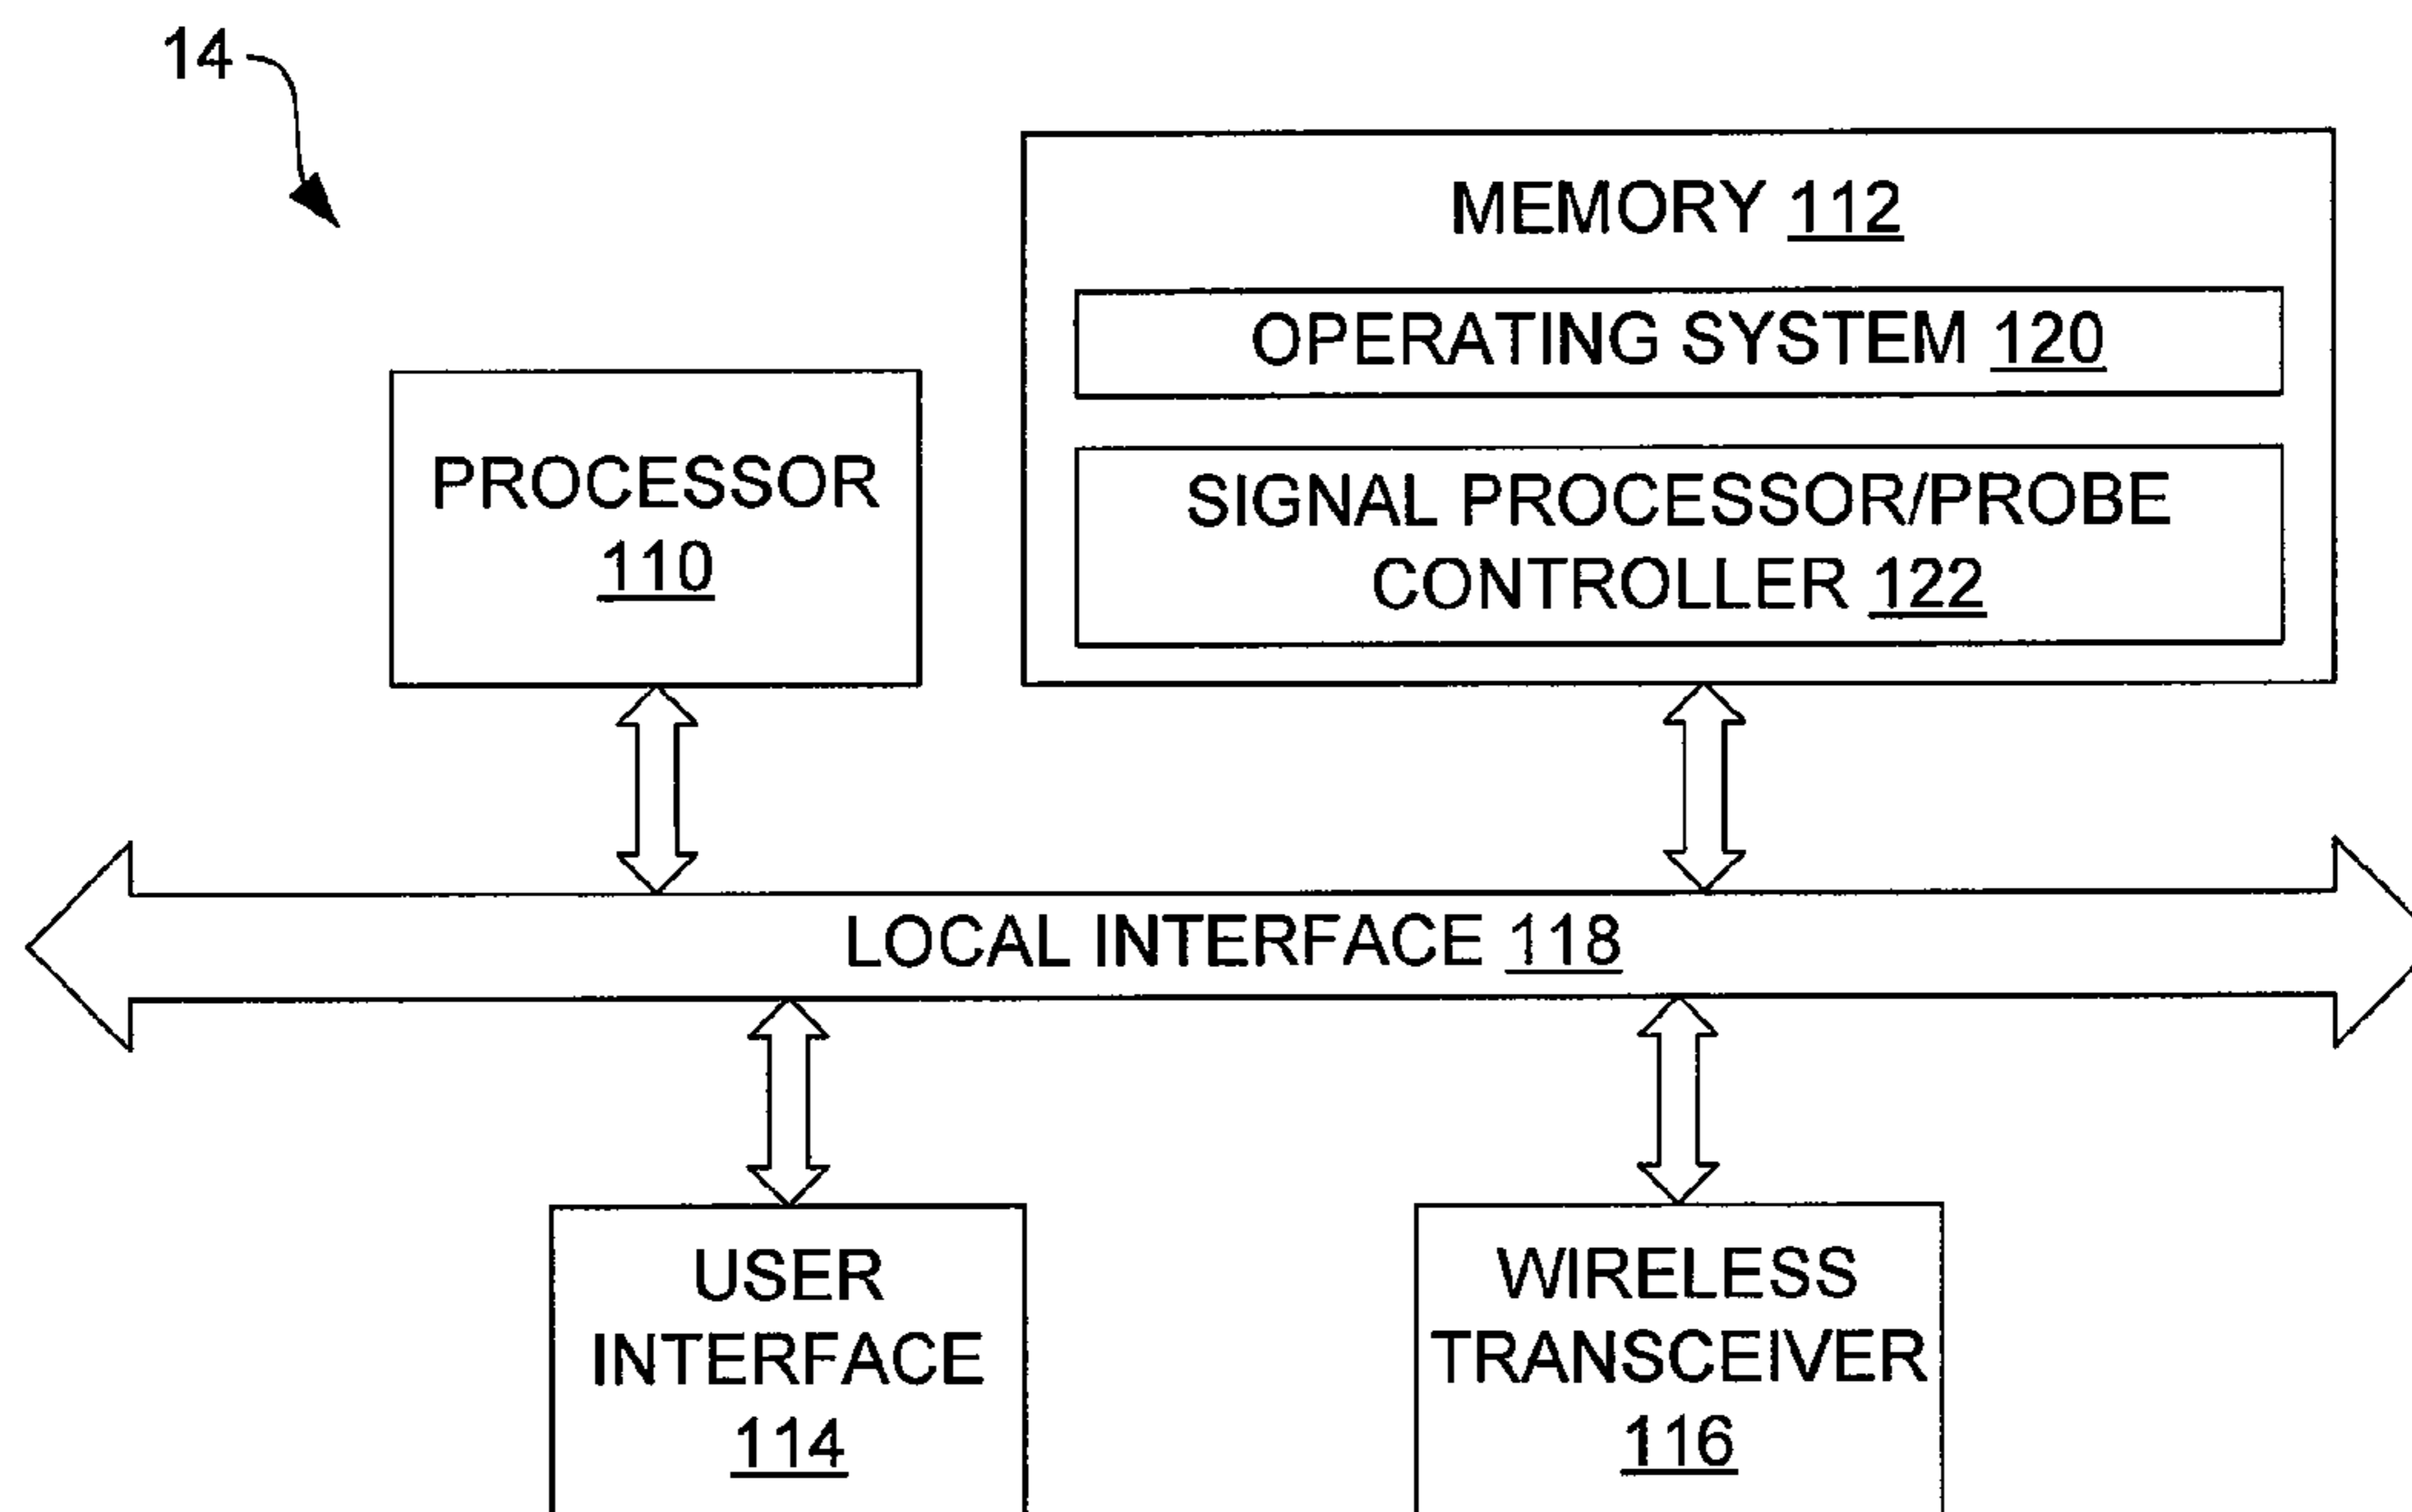 14
MEMORY 112
OPERATING SYSTEM 120
PROCESSOR
110
SIGNAL PROCESSOR/PROBE
CONTROLLER 122
LOCAL INTERFACE 118
USER
INTERFACE
114
WIRELESS
TRANSCEIVER
116